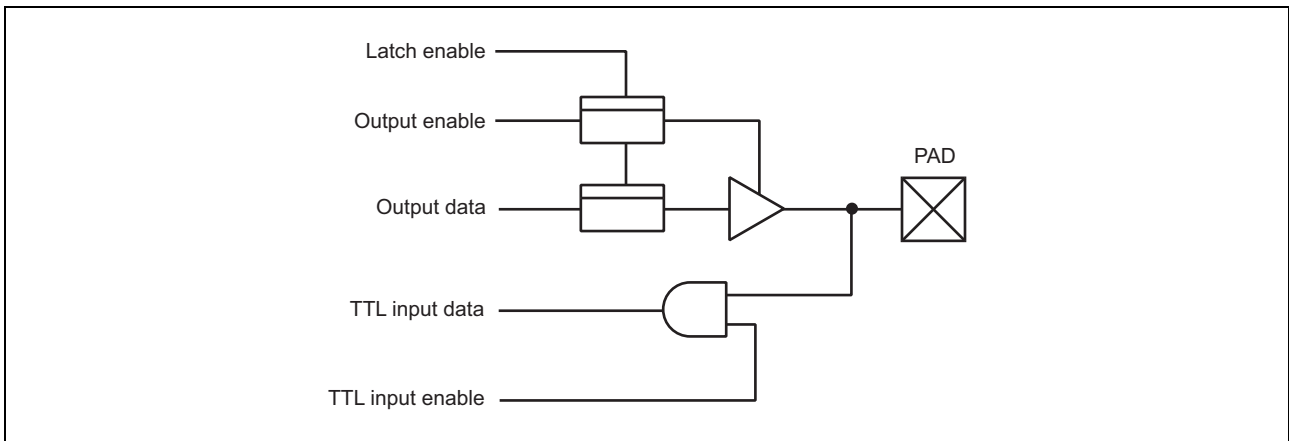 Latch enable
Output enable
PAD
Output data
TTL input data
TTL input enable